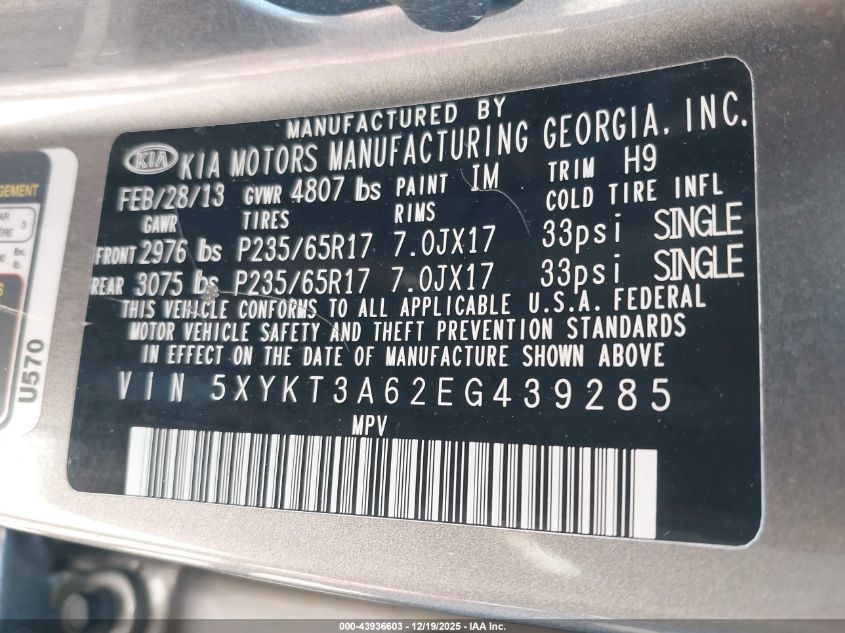 MANUFACTURED BY
KIA KIA MOTORS MANUFACTURING GEORGIA, INC.
FEB/28/13 GVWR 4807 lbs PAINT IM TRIM H9
GAWR TIRES RIMS COLD TIRE INFL
FRONT 2976 lbs P235/65R17 7.0JX17 33psi SINGLE
REAR 3075 lbs P235/65R17 7.0JX17 33psi SINGLE
THIS VEHICLE CONFORMS TO ALL APPLICABLE U.S.A. FEDERAL
MOTOR VEHICLE SAFETY AND THEFT PREVENTION STANDARDS
IN EFFECT ON THE DATE OF MANUFACTURE SHOWN ABOVE
VIN 5XYKT3A62EG439285
MPV
U570
000-43936603 - 12/19/2025 - IAA Inc.